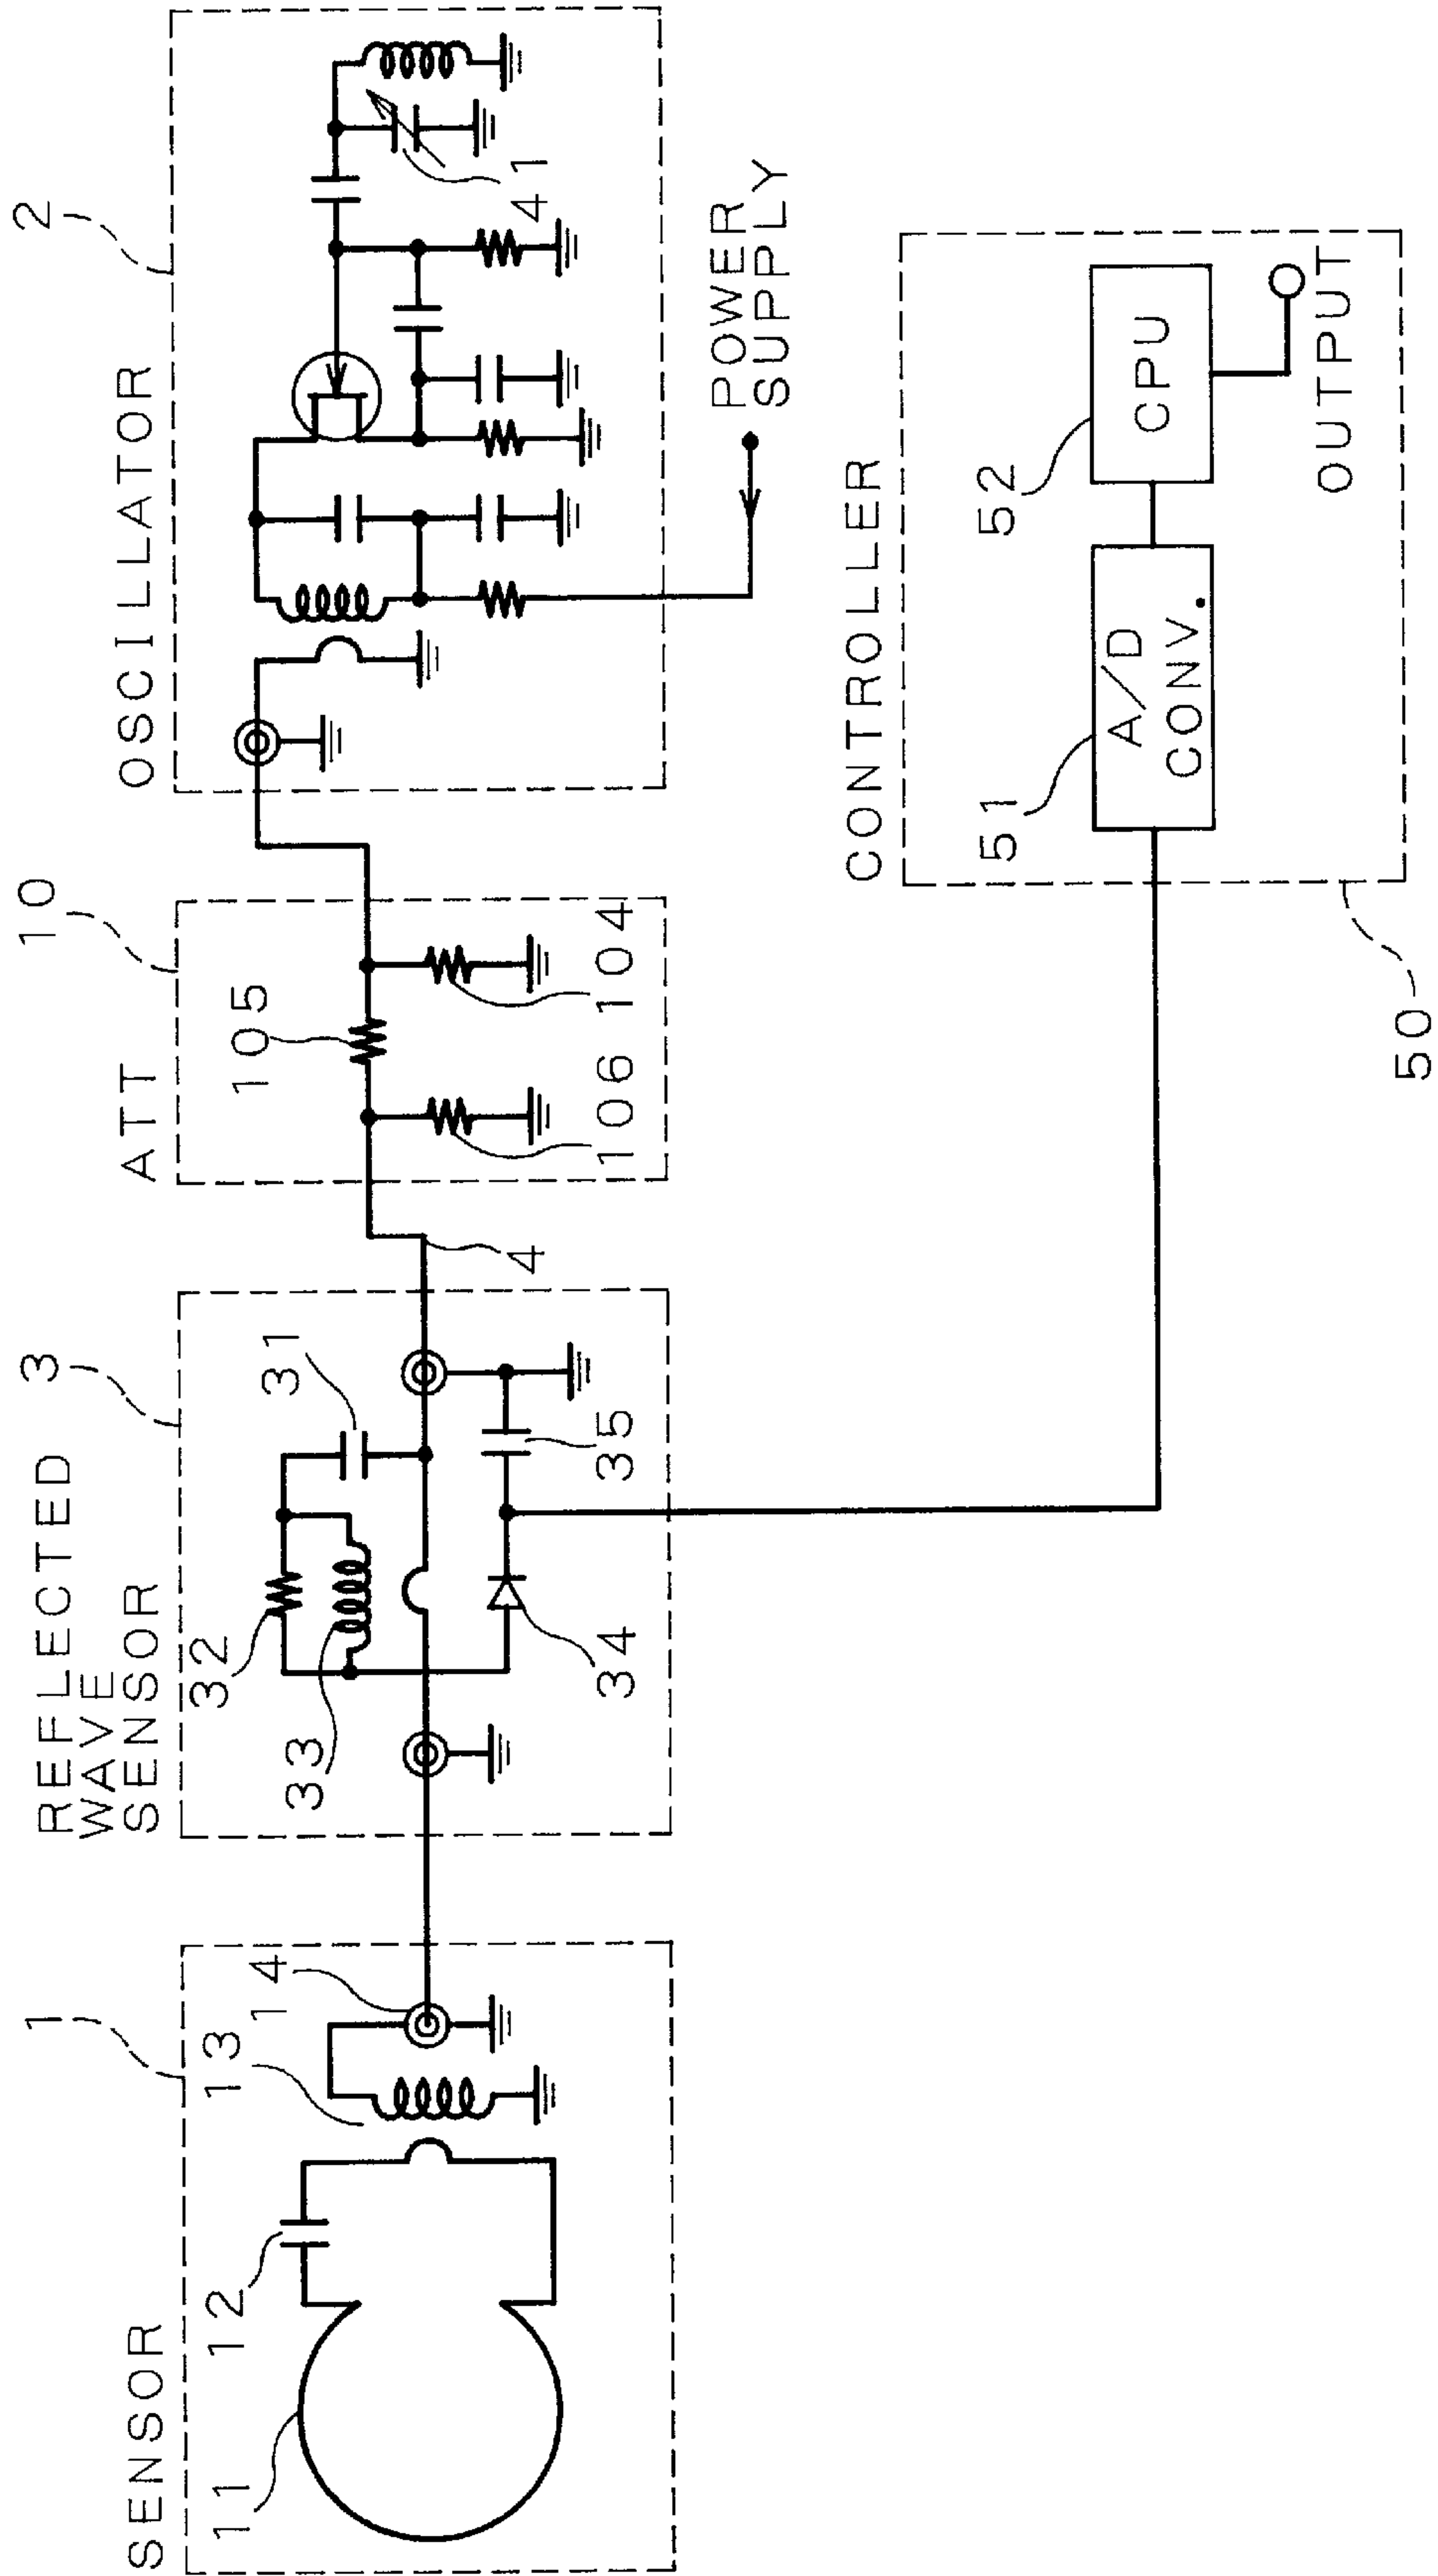 SENSOR
1
11
12
13
14
REFLECTED
WAVE
SENSOR
3
32
33
31
34
35
4
ATT
10
105
106
104
OSCILLATOR
2
41
POWER
SUPPLY
CONTROLLER
51
A/D
CONV.
52
CPU
OUTPUT
50